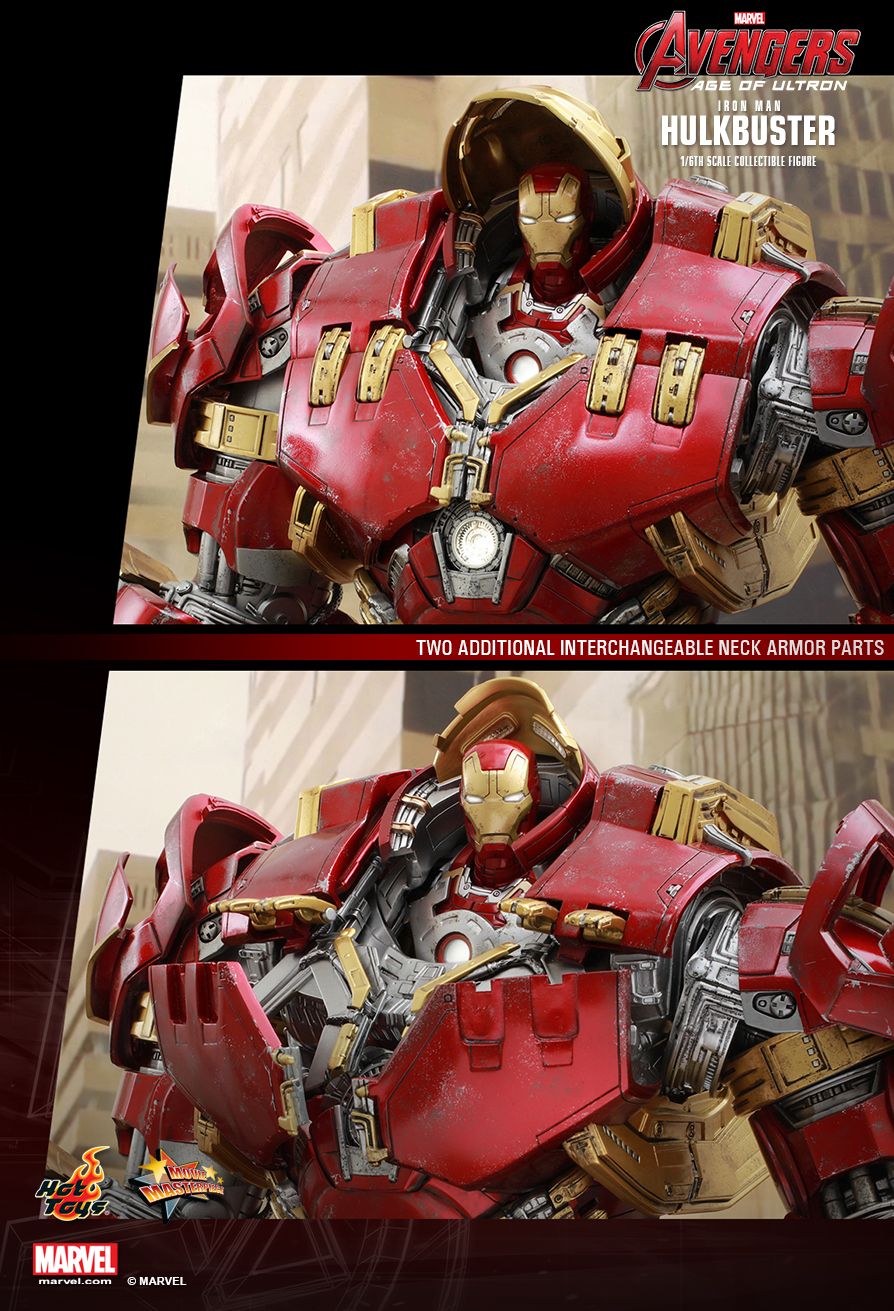 MARVEL
AVENGERS
AGE OF ULTRON
IRON MAN
HULKBUSTER
1/6TH SCALE COLLECTIBLE FIGURE
TWO ADDITIONAL INTERCHANGEABLE NECK ARMOR PARTS
HOT TOYS
MOVIE MASTERPIECE
MARVEL
marvel.com © MARVEL